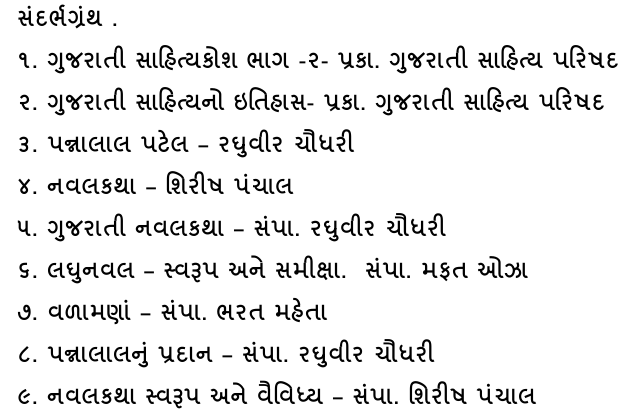 સંદર્ભગ્રંથ .
૧. ગુજરાતી સાહિત્યકોશ ભાગ -૨- પ્રકા. ગુજરાતી સાહિત્ય પરિષદ
૨. ગુજરાતી સાહિત્યનો ઇતિહાસ- પ્રકા. ગુજરાતી સાહિત્ય પરિષદ
૩. પન્નાલાલ પટેલ – રઘુવીર ચૌધરી
૪. નવલકથા – શિરીષ પંચાલ
૫. ગુજરાતી નવલકથા – સંપા. રઘુવીર ચૌધરી
૬. લઘુનવલ – સ્વરૂપ અને સમીક્ષા.  સંપા. મફત ઓઝા
૭. વળામણાં – સંપા. ભરત મહેતા
૮. પન્નાલાલનું પ્રદાન – સંપા. રઘુવીર ચૌધરી
૯. નવલકથા સ્વરૂપ અને વૈવિધ્ય – સંપા. શિરીષ પંચાલ